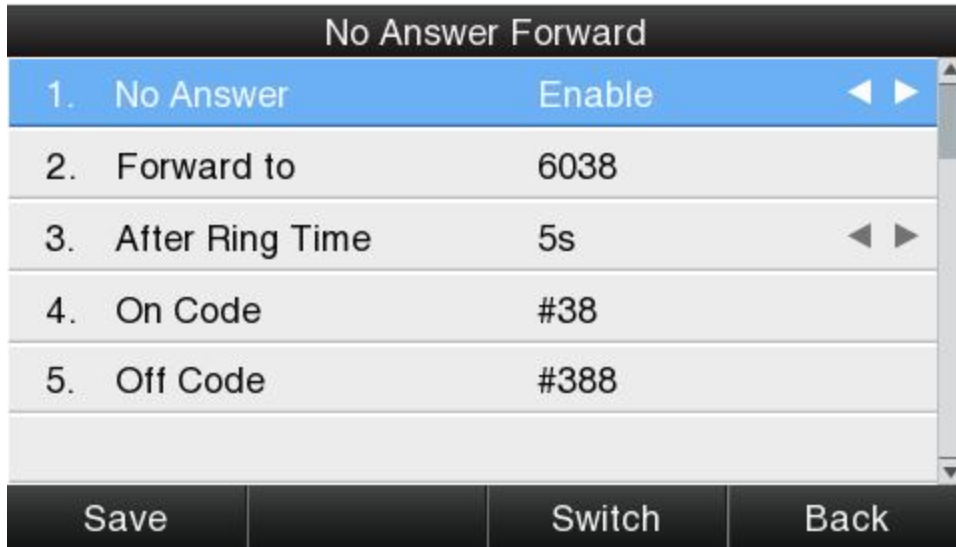 No Answer Forward
1. No Answer Enable
2. Forward to 6038
3. After Ring Time 5s
4. On Code #38
5. Off Code #388
Save Switch Back